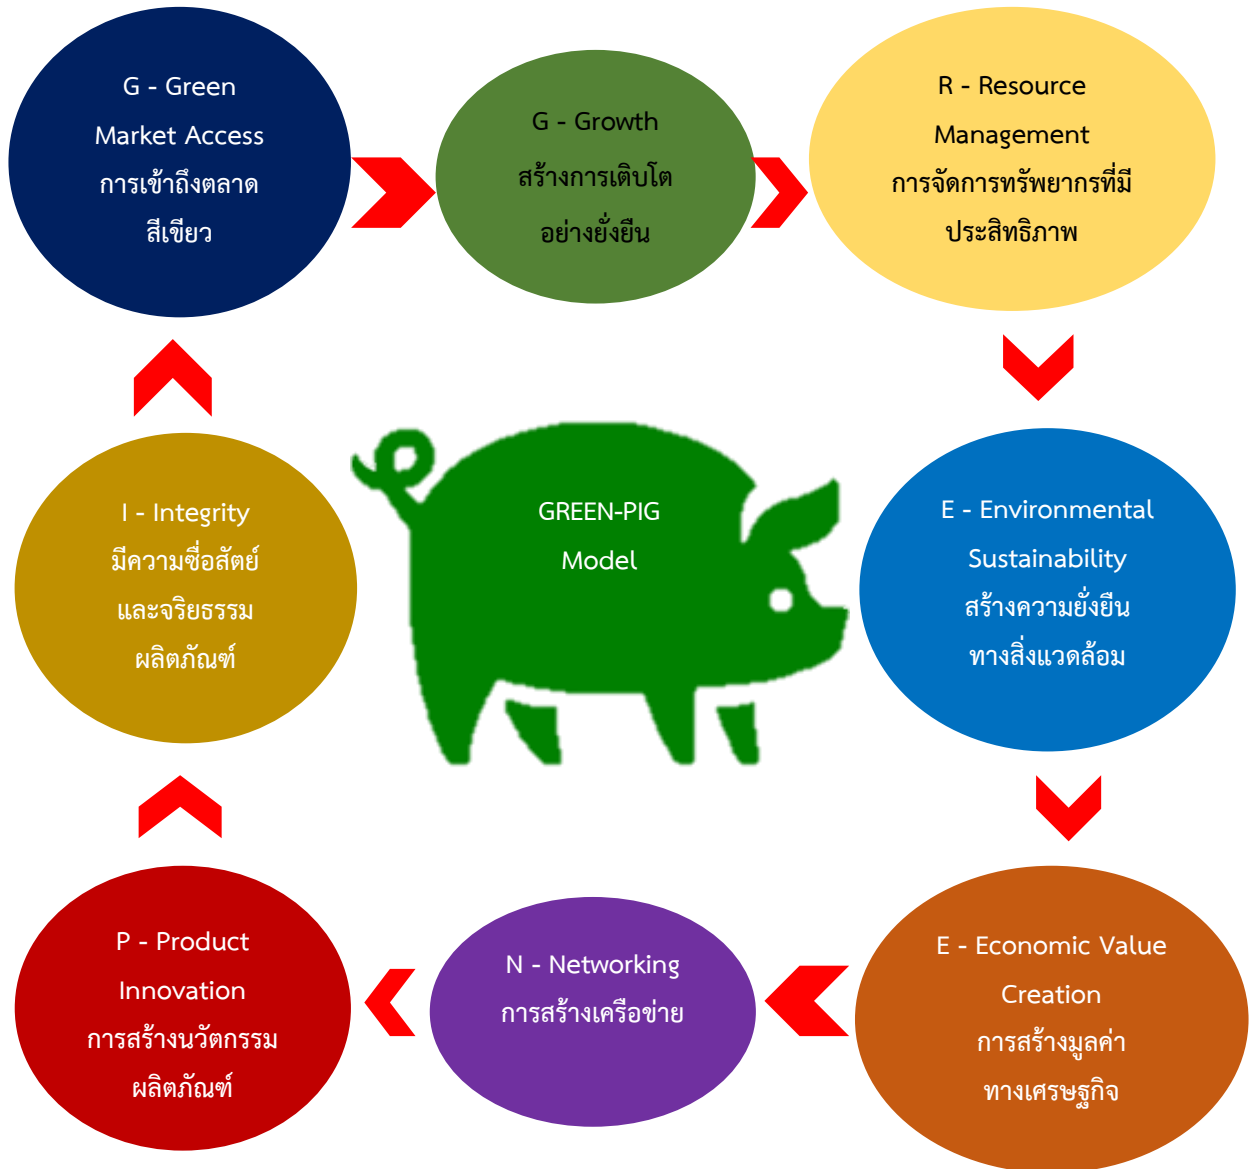 G - Green
Market Access
การเข้าถึงตลาด
สีเขียว
G - Growth
สร้างการเติบโต
อย่างยั่งยืน
R - Resource
Management
การจัดการทรัพยากรที่มี
ประสิทธิภาพ
I - Integrity
มีความซื่อสัตย์
และจริยธรรม
ผลิตภัณฑ์
GREEN-PIG
Model
E - Environmental
Sustainability
สร้างความยั่งยืน
ทางสิ่งแวดล้อม
P - Product
Innovation
การสร้างนวัตกรรม
ผลิตภัณฑ์
N - Networking
การสร้างเครือข่าย
E - Economic Value
Creation
การสร้างมูลค่า
ทางเศรษฐกิจ